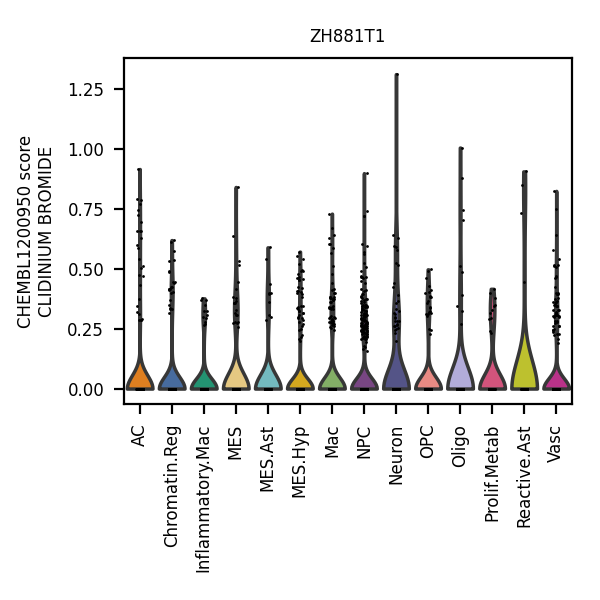 ZH881T1
CHEMBL1200950 score
CLIDINIUM BROMIDE
1.25
1.00
0.75
0.50
0.25
0.00
AC
Chromatin.Reg
Inflammatory.Mac
MES
MES.Ast
MES.Hyp
Mac
NPC
Neuron
OPC
Oligo
Prolif.Metab
Reactive.Ast
Vasc